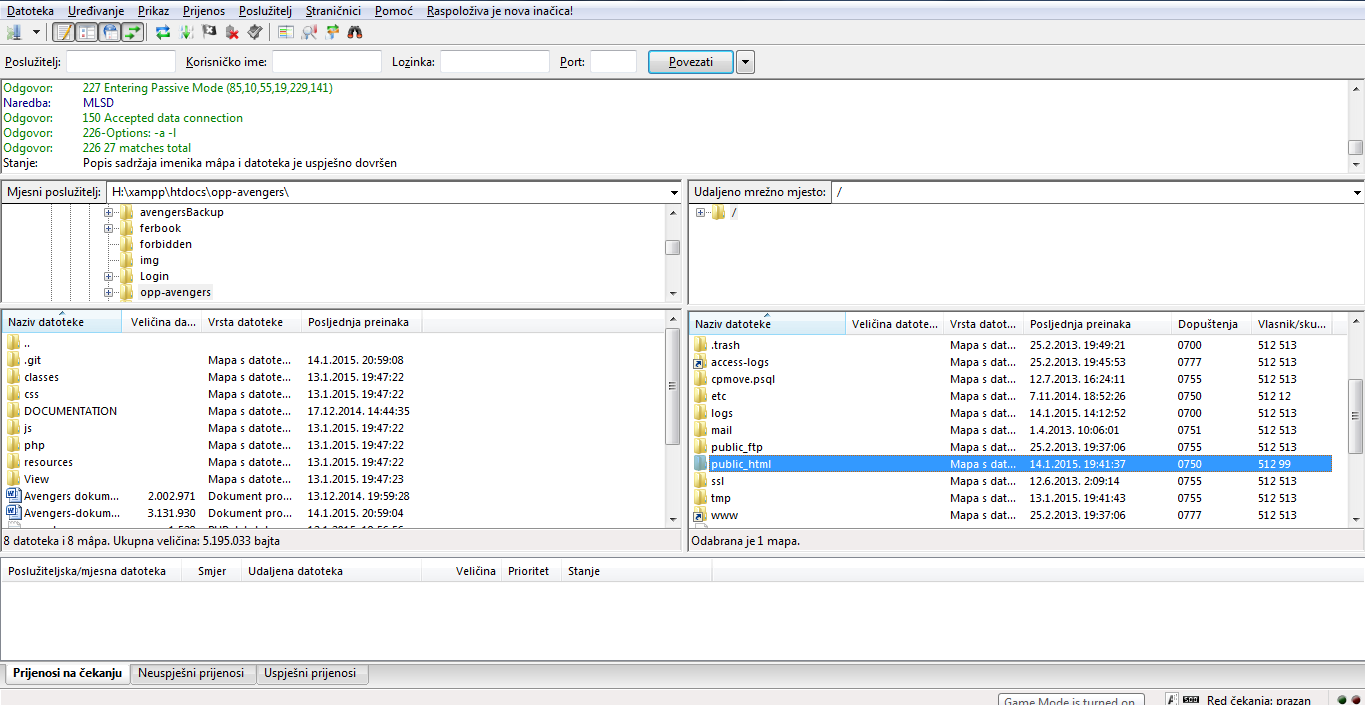 Datoteka Uređivanje Prikaz Prijenos Poslužitelj Straničnici Pomoć Raspoloživa je nova inačica!
Poslužitelj: Korisničko ime: Lozinka: Port: Povezati
Odgovor: 227 Entering Passive Mode (85,10,55,19,229,141)
Naredba: MLSD
Odgovor: 150 Accepted data connection
Odgovor: 226-Options: -a -l
Odgovor: 226 27 matches total
Stanje: Popis sadržaja imenika mâpa i datoteka je uspješno dovršen
Mjesni poslužitelj: H:\xampp\htdocs\opp-avengers\
avengersBackup
ferbook
forbidden
img
Login
opp-avengers
Naziv datoteke Veličina da... Vrsta datoteke Posljednja preinaka
..
.git Mapa s datote... 14.1.2015. 20:59:08
classes Mapa s datote... 13.1.2015. 19:47:22
css Mapa s datote... 13.1.2015. 19:47:22
DOCUMENTATION Mapa s datote... 17.12.2014. 14:44:35
js Mapa s datote... 13.1.2015. 19:47:22
php Mapa s datote... 13.1.2015. 19:47:22
resources Mapa s datote... 13.1.2015. 19:47:22
View Mapa s datote... 13.1.2015. 19:47:23
Avengers dokum... 2.002.971 Dokument pro... 13.12.2014. 19:59:28
Avengers-dokum... 3.131.930 Dokument pro... 14.1.2015. 20:59:04
8 datoteka i 8 mâpa. Ukupna veličina: 5.195.033 bajta
Udaljeno mrežno mjesto: /
/
Naziv datoteke Veličina datote... Vrsta datot... Posljednja preinaka Dopuštenja Vlasnik/sku...
.trash Mapa s dat... 25.2.2013. 19:49:21 0700 512 513
access-logs Mapa s dat... 25.2.2013. 19:45:53 0777 512 513
cpmove.psql Mapa s dat... 12.7.2013. 16:24:11 0755 512 513
etc Mapa s dat... 7.11.2014. 18:52:26 0750 512 12
logs Mapa s dat... 14.1.2015. 14:12:52 0700 512 513
mail Mapa s dat... 1.4.2013. 10:06:01 0751 512 513
public_ftp Mapa s dat... 25.2.2013. 19:37:06 0755 512 513
public_html Mapa s dat... 14.1.2015. 19:41:37 0750 512 99
ssl Mapa s dat... 12.6.2013. 2:09:14 0755 512 513
tmp Mapa s dat... 13.1.2015. 19:41:43 0755 512 513
www Mapa s dat... 25.2.2013. 19:37:06 0777 512 513
Odabrana je 1 mapa.
Poslužiteljska/mjesna datoteka Smjer Udaljena datoteka Veličina Prioritet Stanje
Prijenosi na čekanju Neuspješni prijenosi Uspješni prijenosi
Game Mode is turned on Red čekanja: prazan